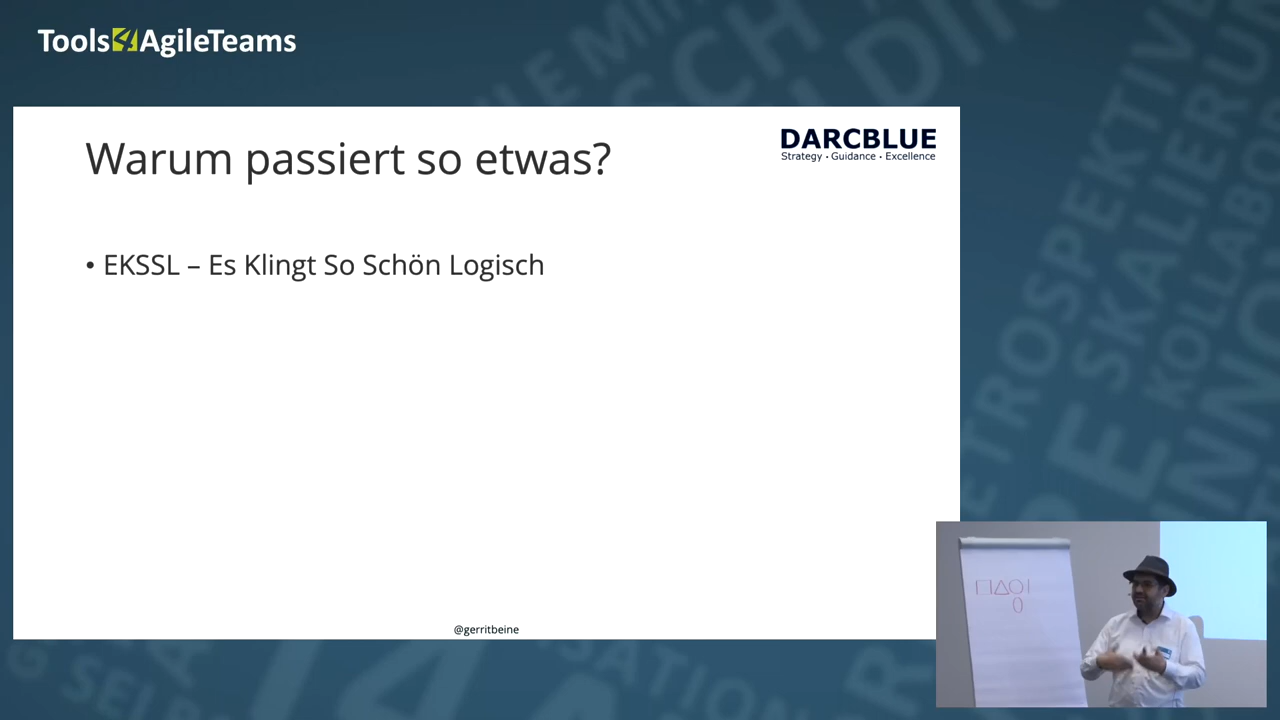 Tools4AgileTeams
Warum passiert so etwas?
DARCBLUE
Strategy • Guidance • Excellence
• EKSSL – Es Klingt So Schön Logisch
@gerritbeine